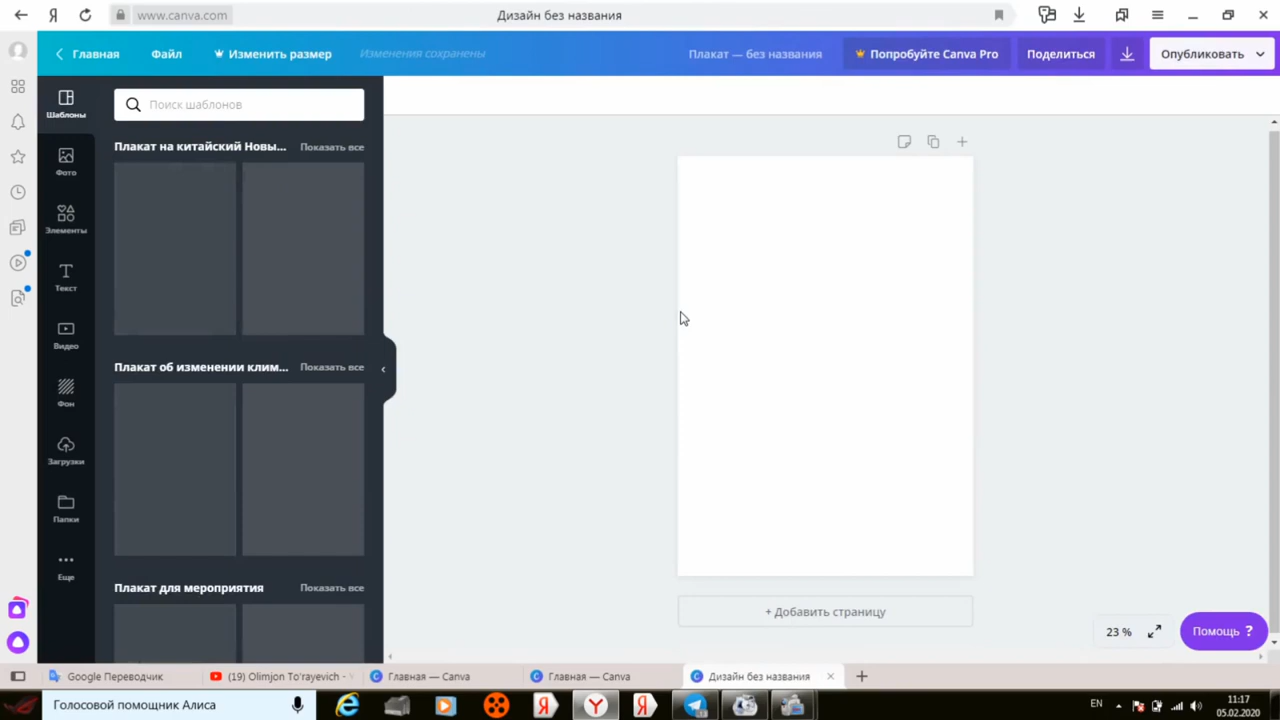 www.canva.com
Дизайн без названия
Главная
Файл
Изменить размер
Изменения сохранены
Плакат — без названия
Попробуйте Canva Pro
Поделиться
Опубликовать
Шаблоны
Поиск шаблонов
Плакат на китайский Новы...
Показать все
Фото
Элементы
Текст
Видео
Плакат об изменении клим...
Показать все
Фон
Загрузки
Папки
Еще
Плакат для мероприятия
Показать все
+ Добавить страницу
23 %
Помощь ?
Google Переводчик
(19) Olimjon To'rayevich -
Главная — Canva
Главная — Canva
Дизайн без названия
Голосовой помощник Алиса
EN
11:17
05.02.2020